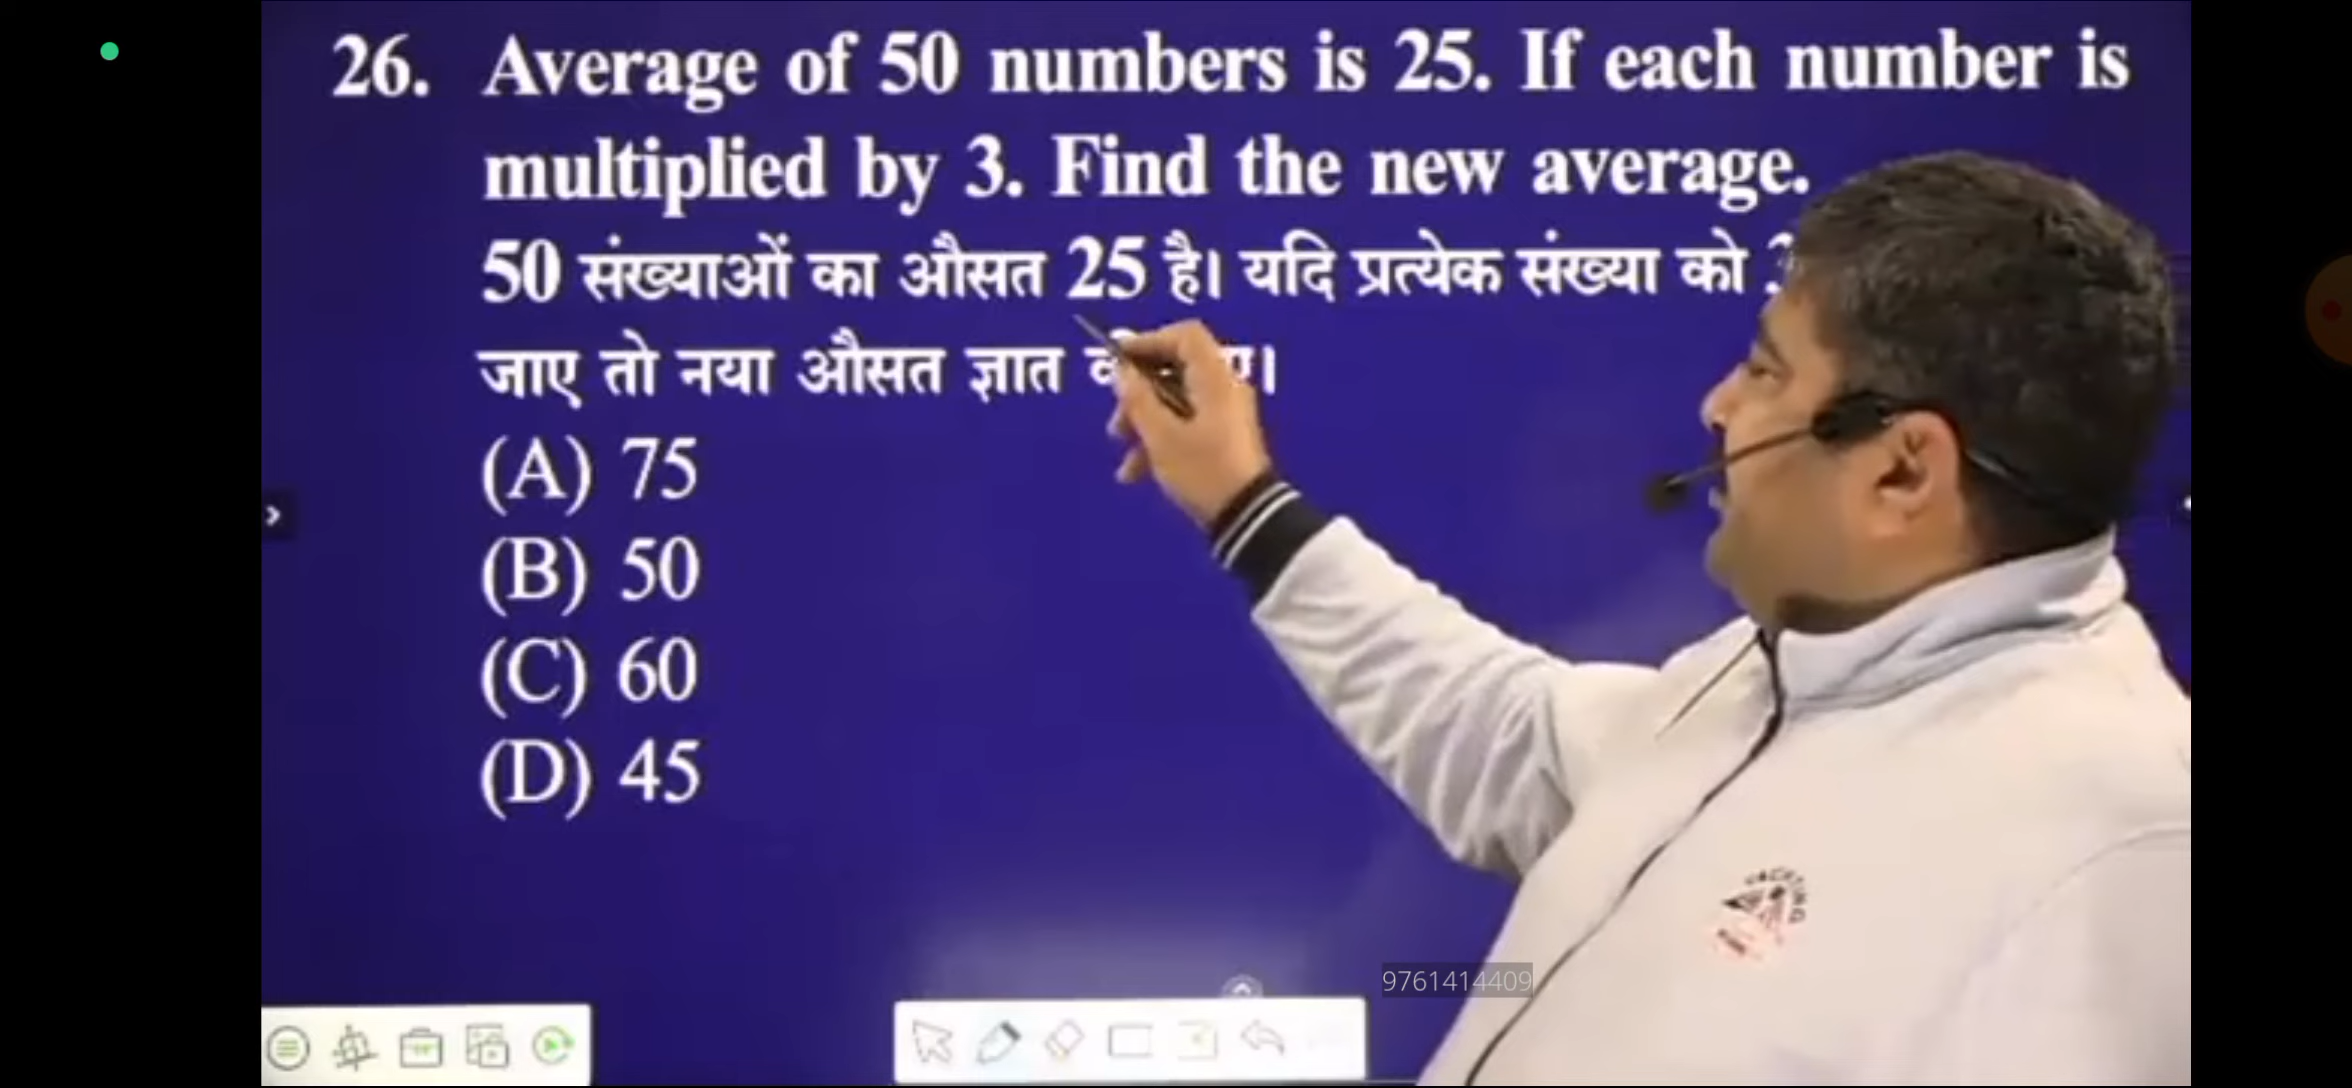 26. Average of 50 numbers is 25. If each number is
multiplied by 3. Find the new average.
50 संख्याओं का औसत 25 है। यदि प्रत्येक संख्या को
जाए तो नया औसत ज्ञात
(A) 75
(B) 50
(C) 60
(D) 45
YACHTING
9761414409